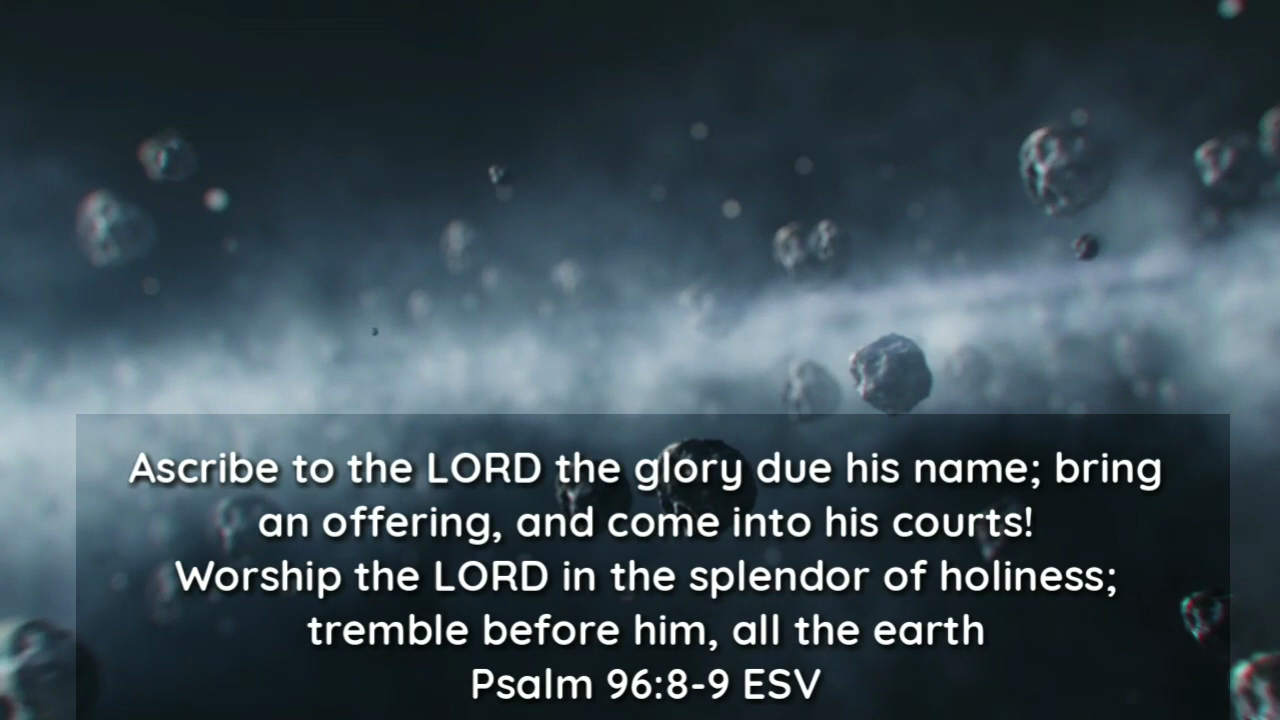 Ascribe to the LORD the glory due his name; bring
an offering, and come into his courts!
Worship the LORD in the splendor of holiness;
tremble before him, all the earth
Psalm 96:8-9 ESV